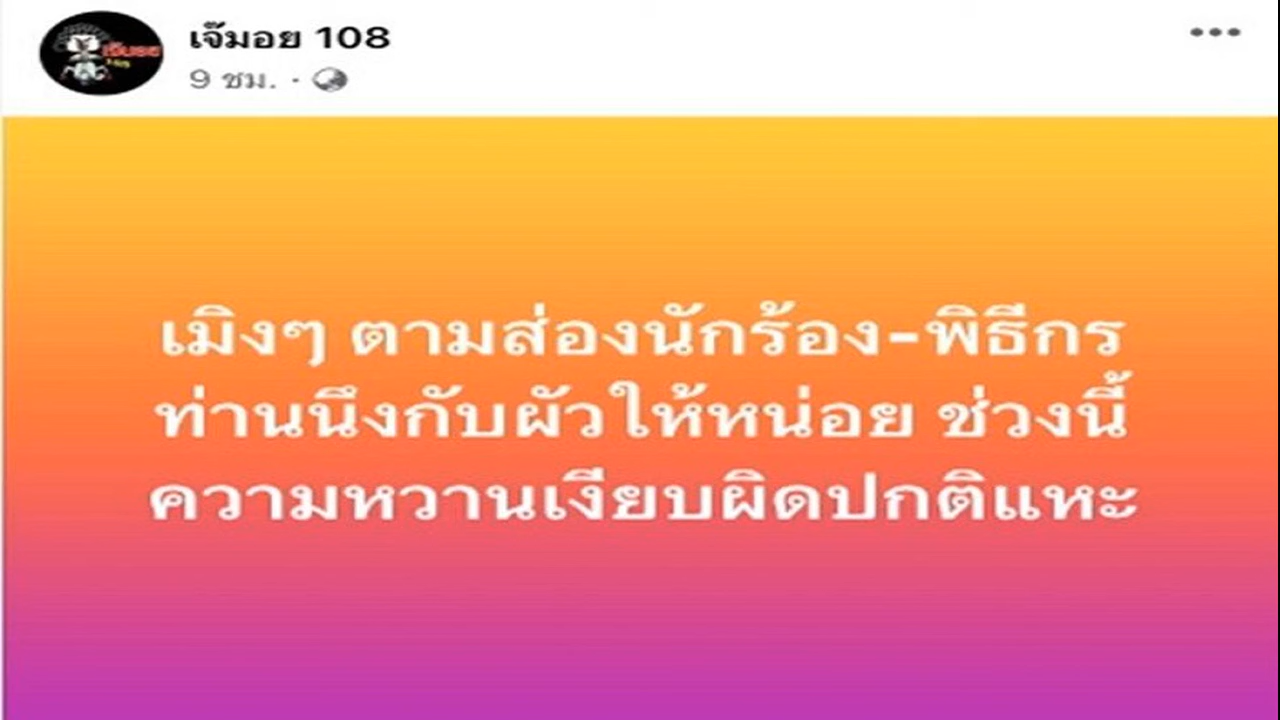 เจ๊มอย 108
9 ชม. ·
เมิงๆ ตามส่องนักร้อง-พิธีกร
ท่านนึงกับผัวให้หน่อย ช่วงนี้
ความหวานเงียบผิดปกติแหะ